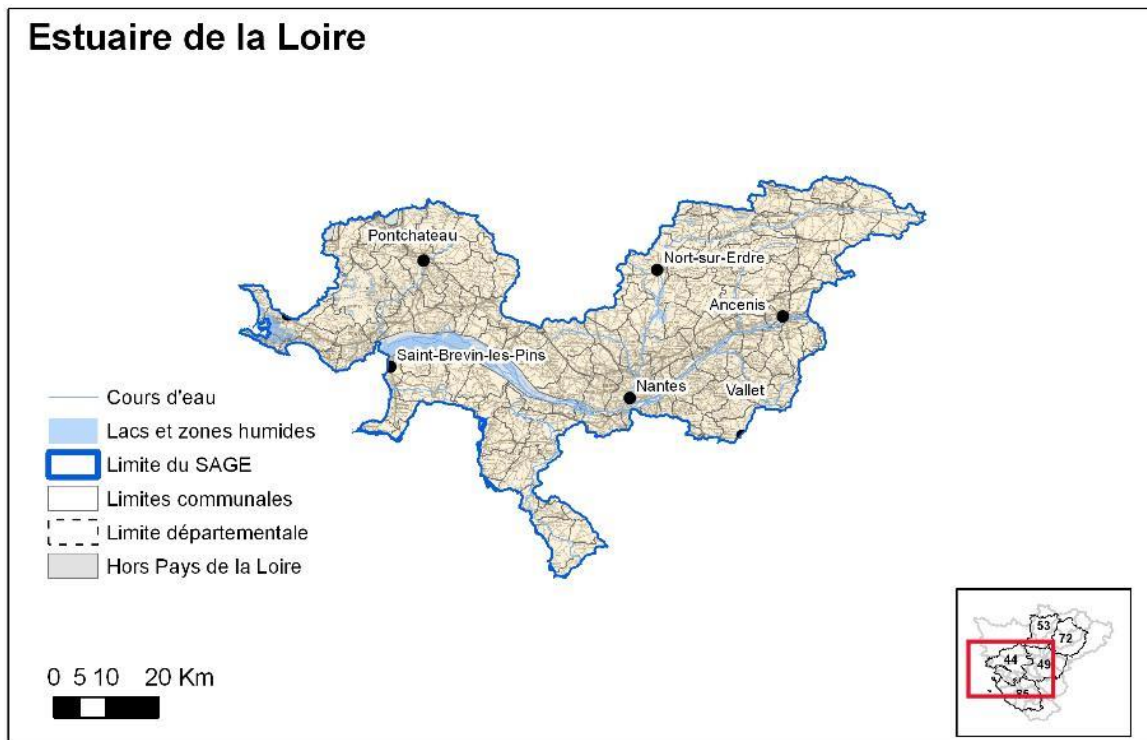 Estuaire de la Loire
Pontchateau
Nort-sur-Erdre
Ancenis
Saint-Brevin-les-Pins
Nantes
Vallet
Cours d'eau
Lacs et zones humides
Limite du SAGE
Limites communales
Limite départementale
Hors Pays de la Loire
0 5 10 20 Km
53
72
44
49
85